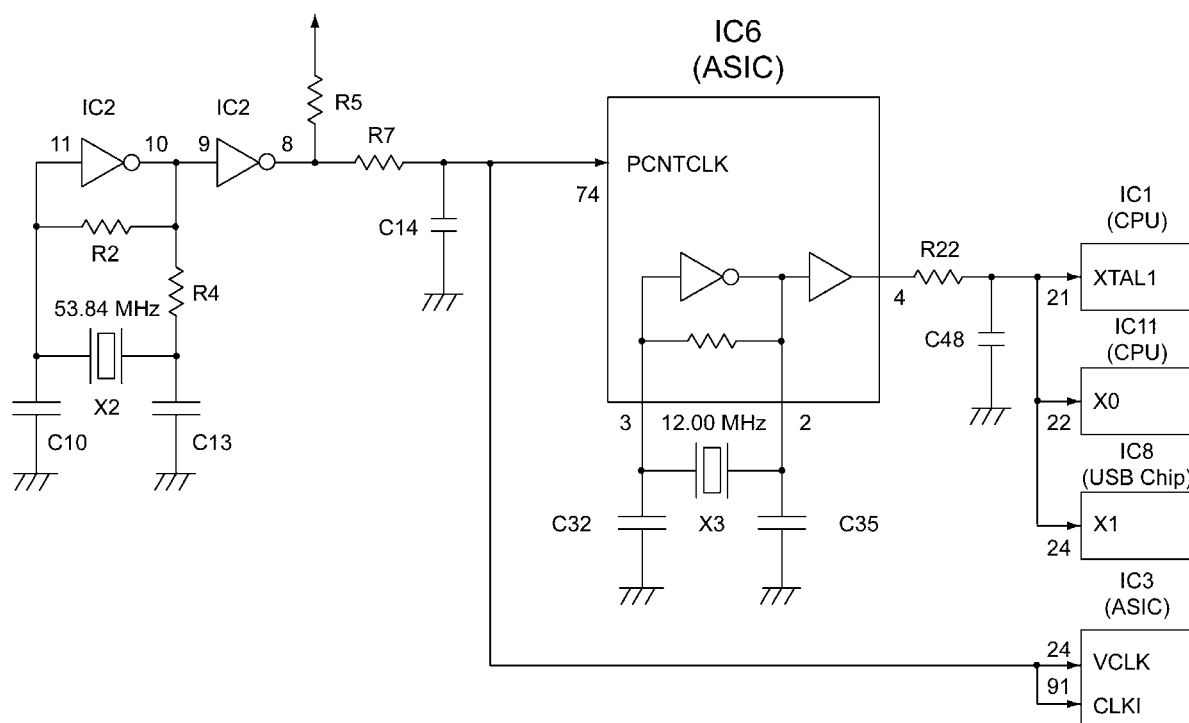 IC6
(ASIC)
IC2
IC2
R5
R7
11
10
9
8
PCNTCLK
74
C14
R2
R4
53.84 MHz
X2
C10
C13
R22
4
C48
IC1
(CPU)
XTAL1
21
IC11
(CPU)
X0
22
IC8
(USB Chip)
X1
24
3
12.00 MHz
2
C32
X3
C35
IC3
(ASIC)
24
VCLK
91
CLKI